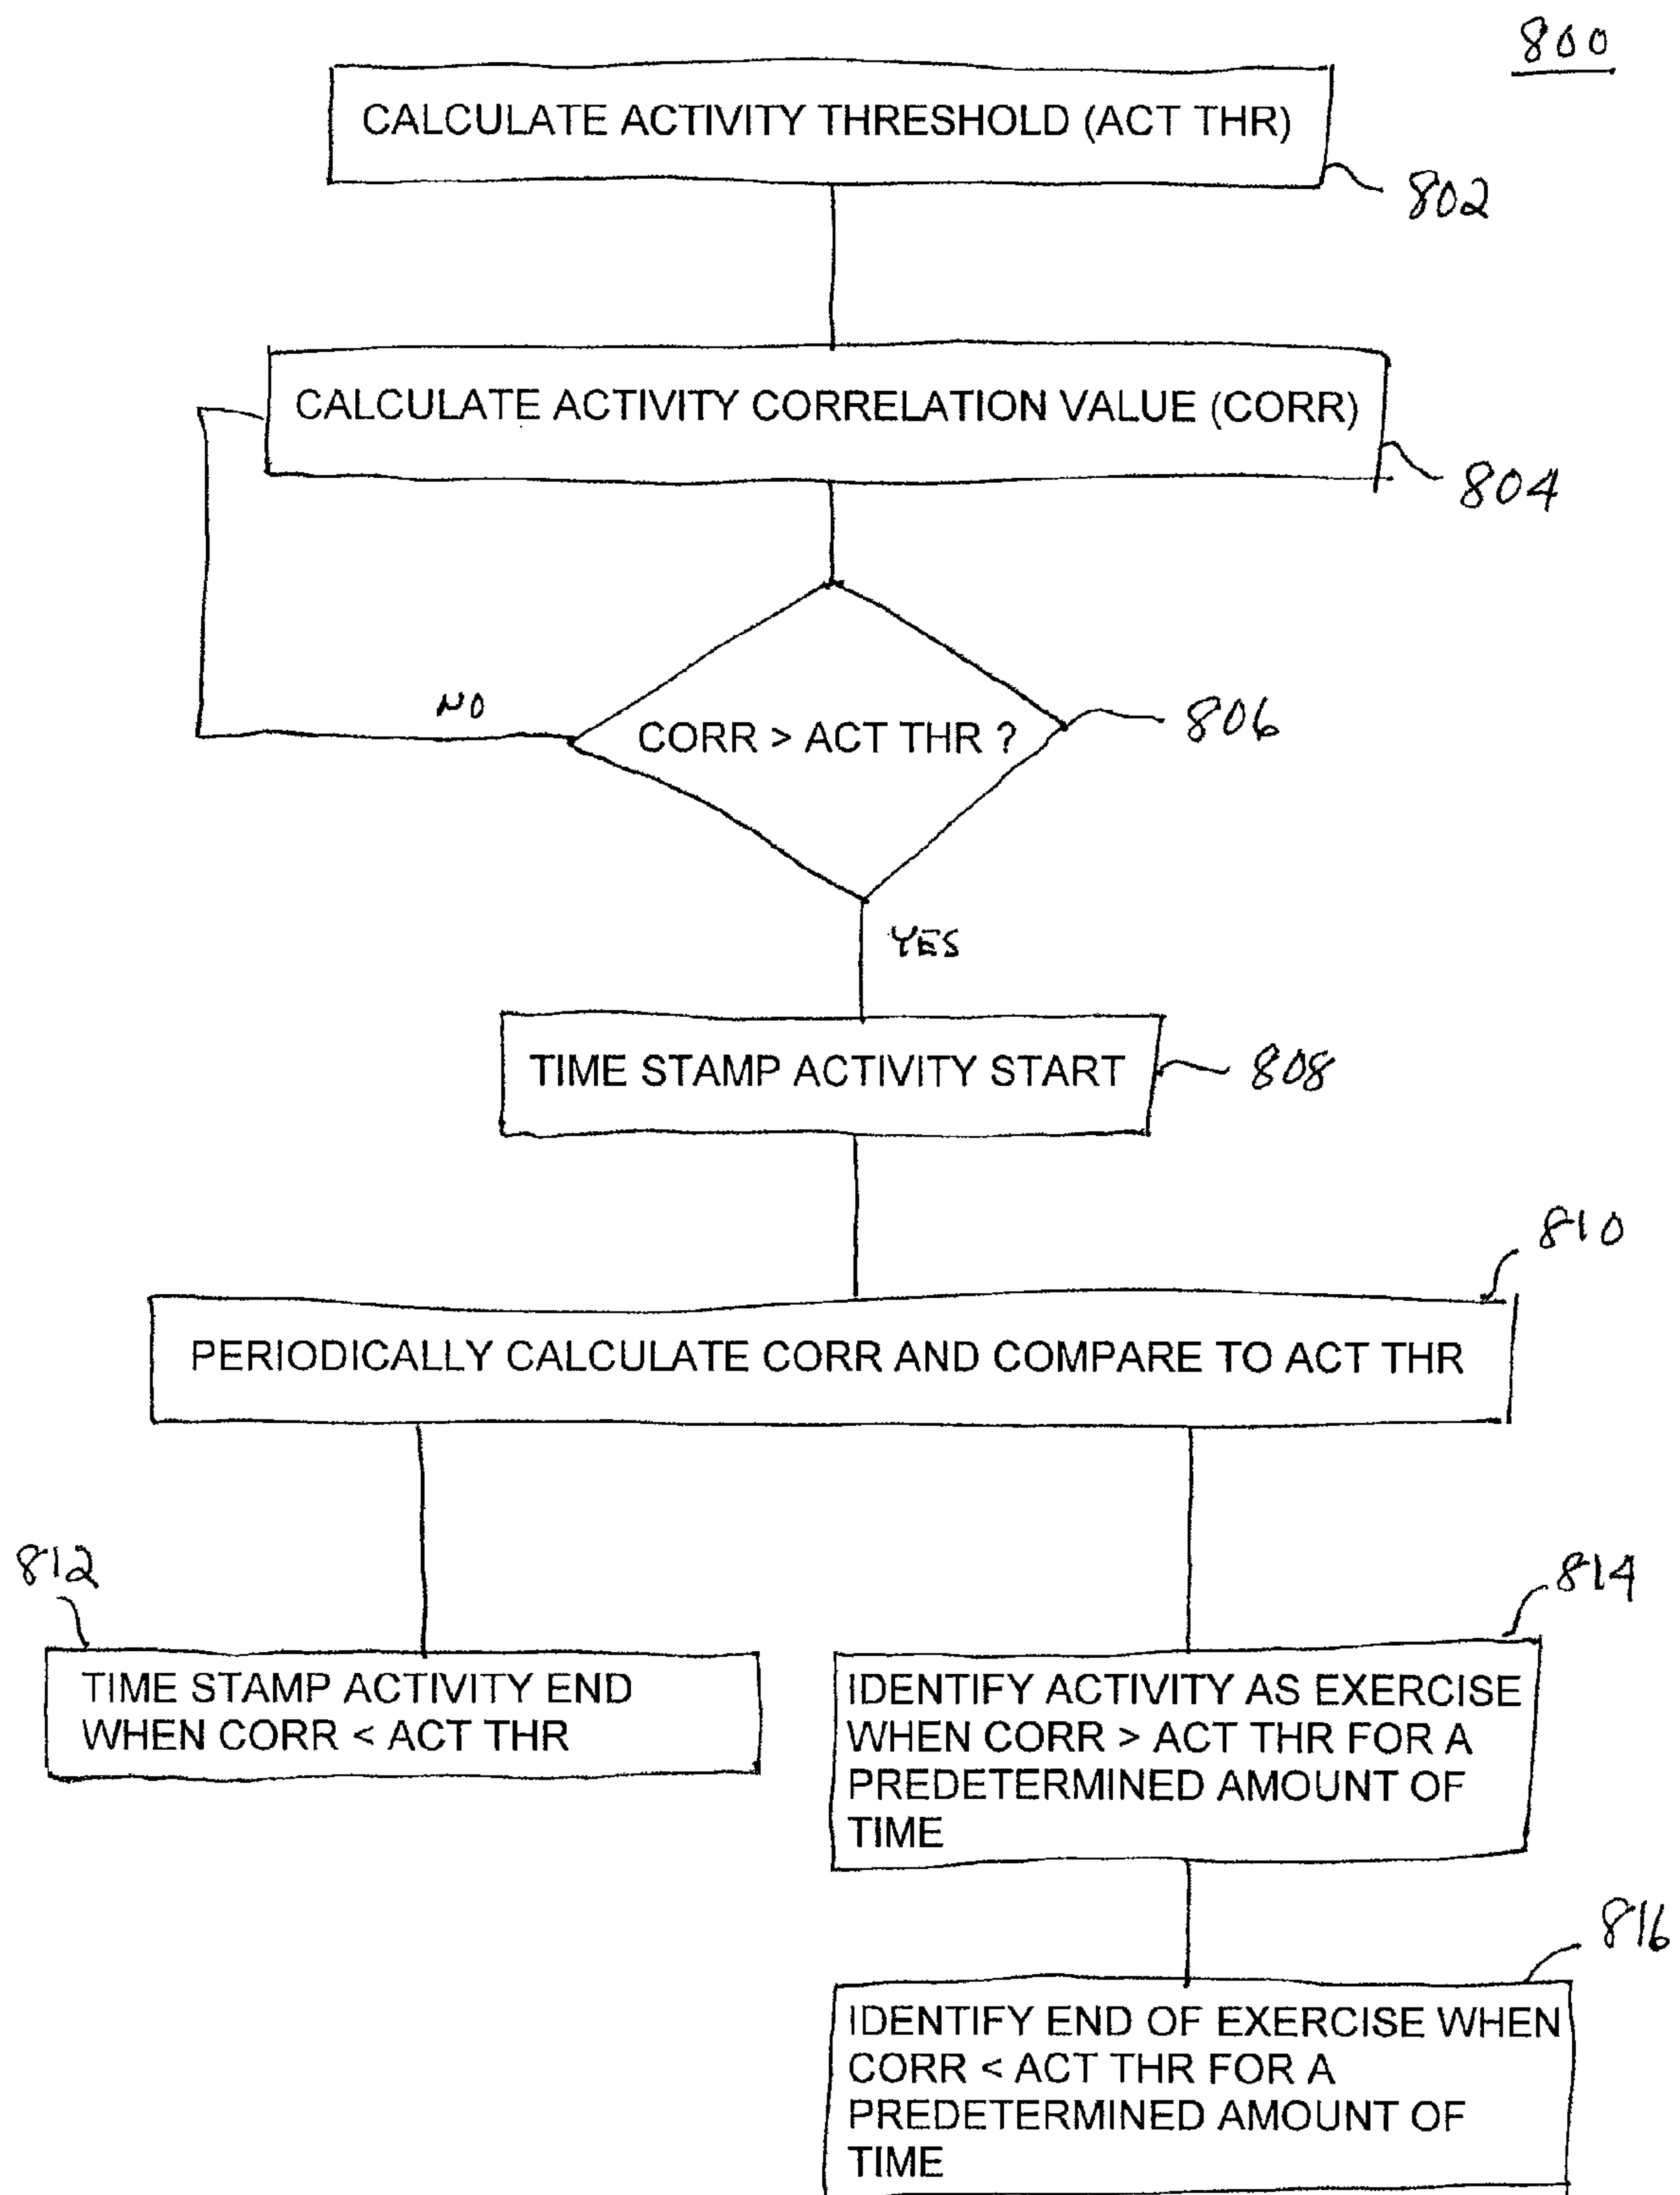 800
CALCULATE ACTIVITY THRESHOLD (ACT THR)
802
CALCULATE ACTIVITY CORRELATION VALUE (CORR)
804
NO
CORR > ACT THR ?
806
YES
TIME STAMP ACTIVITY START
808
810
PERIODICALLY CALCULATE CORR AND COMPARE TO ACT THR
812
TIME STAMP ACTIVITY END
WHEN CORR < ACT THR
814
IDENTIFY ACTIVITY AS EXERCISE
WHEN CORR > ACT THR FOR A
PREDETERMINED AMOUNT OF
TIME
816
IDENTIFY END OF EXERCISE WHEN
CORR < ACT THR FOR A
PREDETERMINED AMOUNT OF
TIME